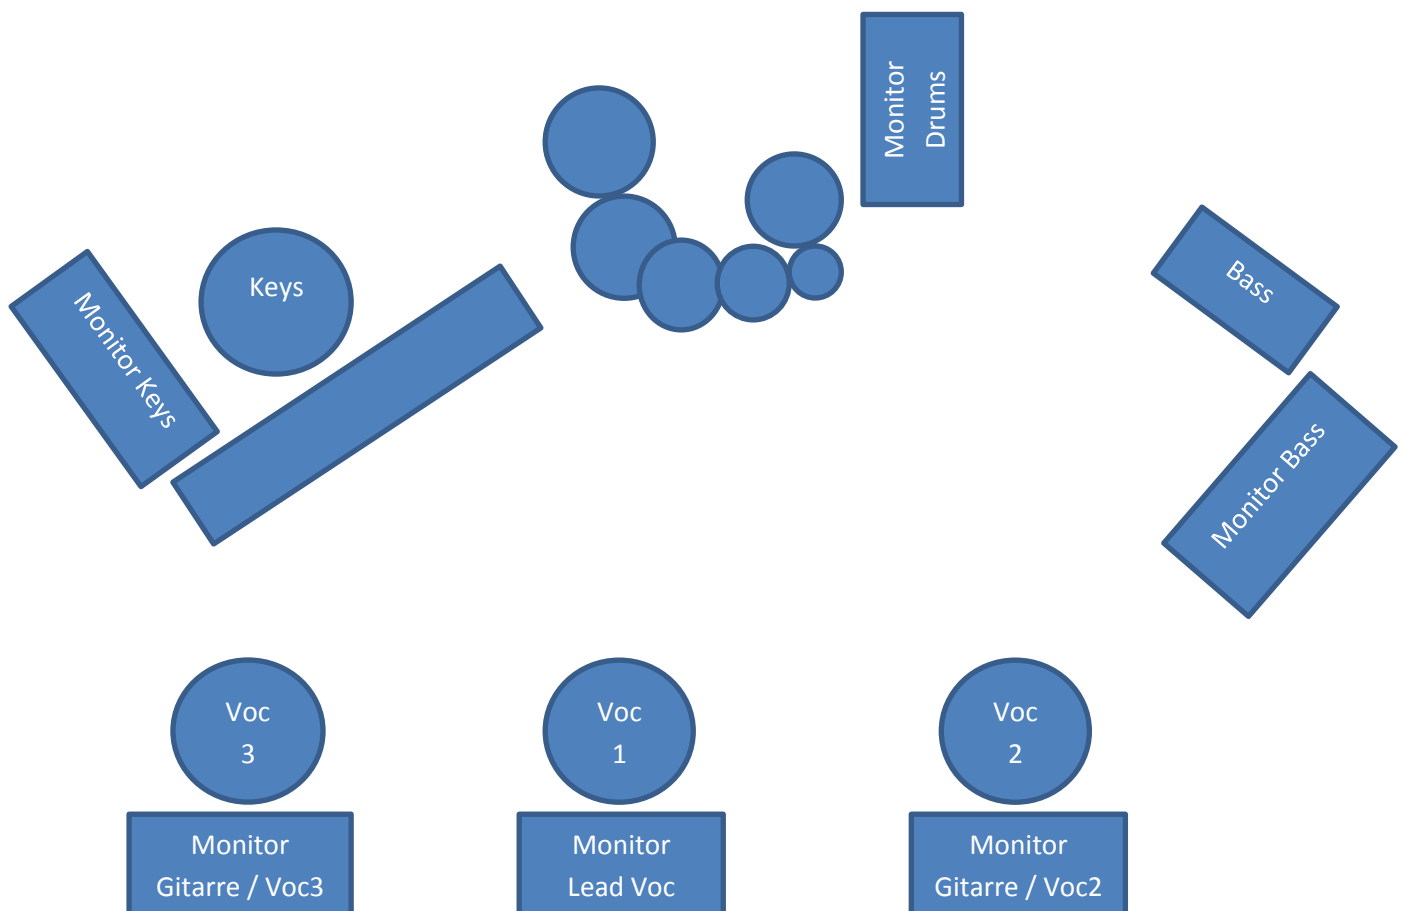 Monitor
Drums
Keys
Bass
Monitor Keys
Monitor Bass
Voc
3
Voc
1
Voc
2
Monitor
Gitarre / Voc3
Monitor
Lead Voc
Monitor
Gitarre / Voc2